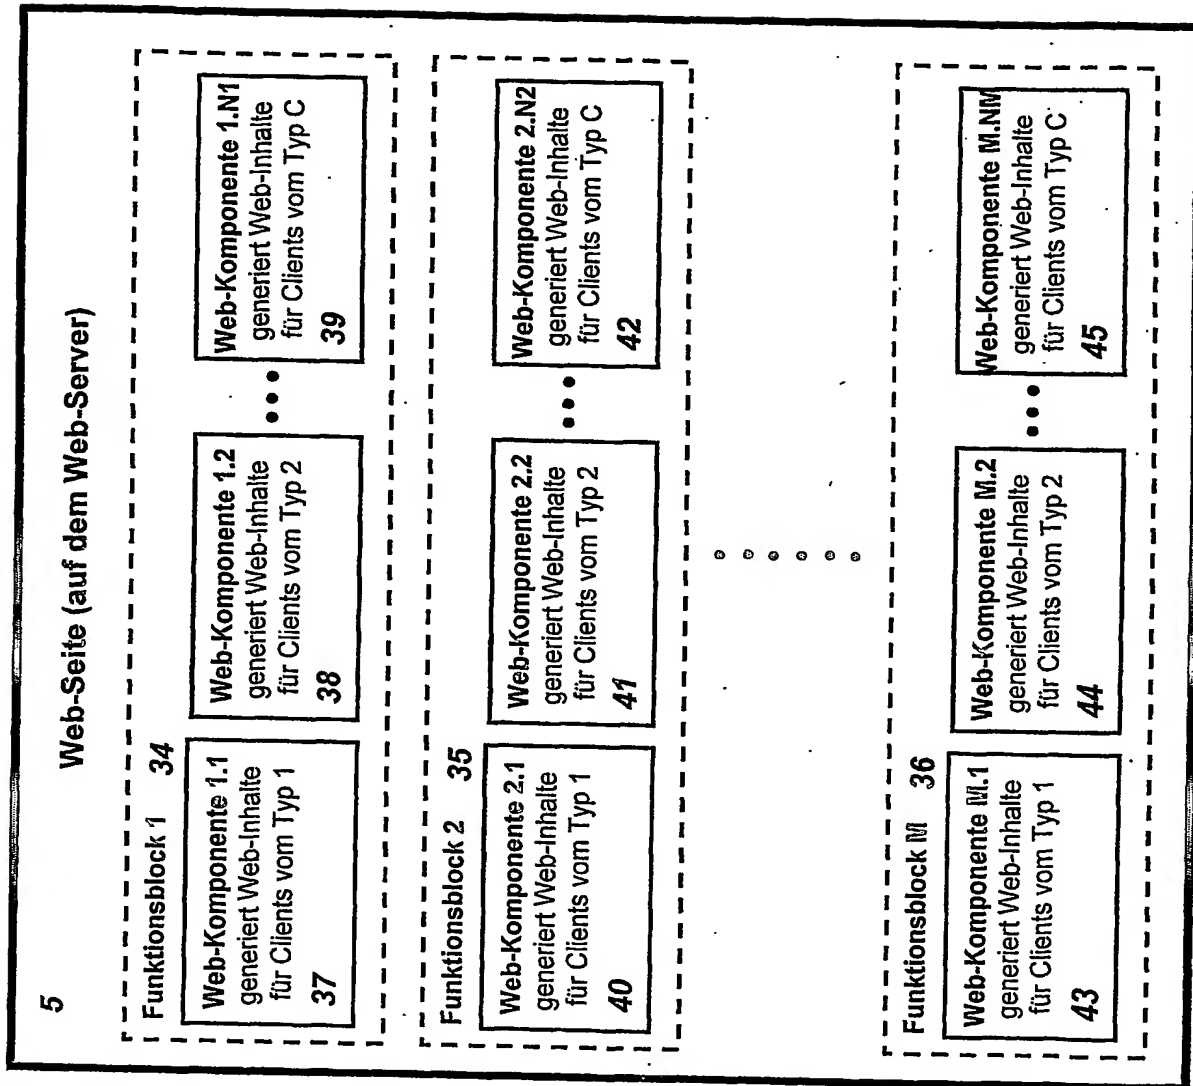 5
Web-Seite (auf dem Web-Server)
Funktionsblock 1 34
Web-Komponente 1.1
generiert Web-Inhalte
für Clients vom Typ 1
37
Web-Komponente 1.2
generiert Web-Inhalte
für Clients vom Typ 2
38
•••
Web-Komponente 1.N1
generiert Web-Inhalte
für Clients vom Typ C
39
Funktionsblock 2 35
Web-Komponente 2.1
generiert Web-Inhalte
für Clients vom Typ 1
40
Web-Komponente 2.2
generiert Web-Inhalte
für Clients vom Typ 2
41
•••
Web-Komponente 2.N2
generiert Web-Inhalte
für Clients vom Typ C
42
Funktionsblock M 36
Web-Komponente M.1
generiert Web-Inhalte
für Clients vom Typ 1
43
Web-Komponente M.2
generiert Web-Inhalte
für Clients vom Typ 2
44
•••
Web-Komponente M.NM
generiert Web-Inhalte
für Clients vom Typ C
45